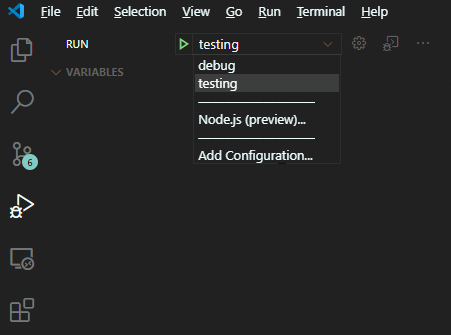 File Edit Selection View Go Run Terminal Help
RUN testing
VARIABLES
debug
testing
Node.js (preview)...
Add Configuration...
6